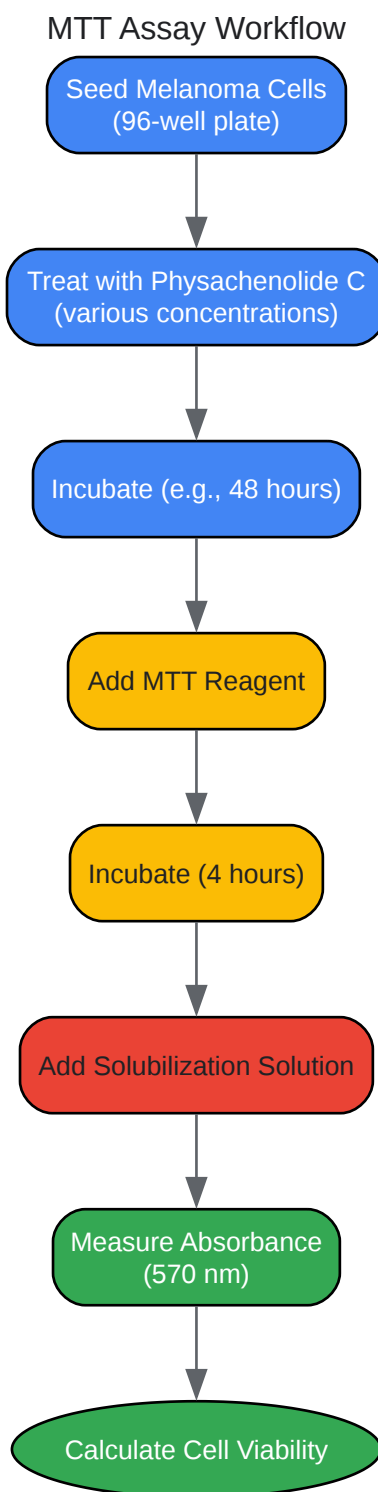 MTT Assay Workflow
Seed Melanoma Cells
(96-well plate)
Treat with Physachenolide C
(various concentrations)
Incubate (e.g., 48 hours)
Add MTT Reagent
Incubate (4 hours)
Add Solubilization Solution
Measure Absorbance
(570 nm)
Calculate Cell Viability